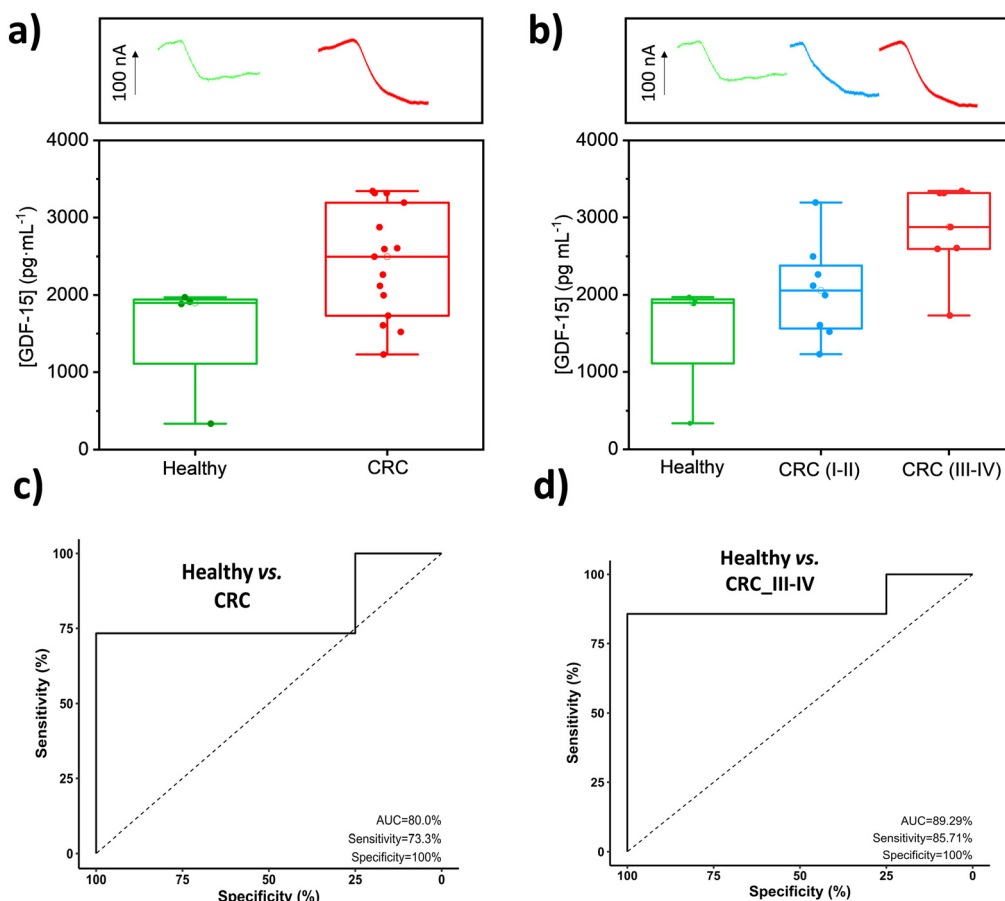 a)
100 nA
4000
3000
2000
1000
0
[GDF-15] (pg·mL⁻¹)
Healthy
CRC
b)
100 nA
4000
3000
2000
1000
0
[GDF-15] (pg mL⁻¹)
Healthy
CRC (I-II)
CRC (III-IV)
c)
Healthy vs.
CRC
100
75
50
25
0
Sensitivity (%)
AUC=80.0%
Sensitivity=73.3%
Specificity=100%
100
75
50
25
0
Specificity (%)
d)
Healthy vs.
CRC_III-IV
100
75
50
25
0
Sensitivity (%)
AUC=89.29%
Sensitivity=85.71%
Specificity=100%
100
75
50
25
0
Specificity (%)